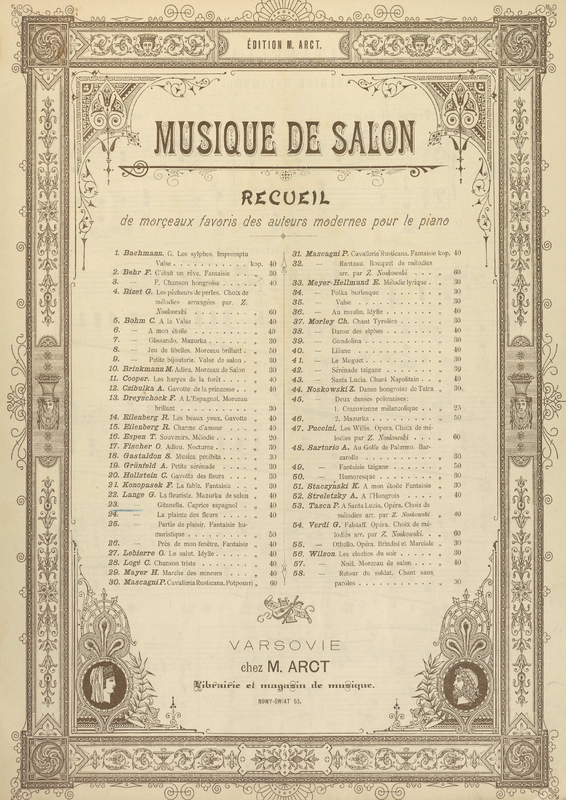 ÉDITION M. ARCT.
MUSIQUE DE SALON
RECUEIL
de morçeaux favoris des auteurs modernes pour le piano
1. Bachmann. G. Les sylphes. Impromptu
Valse . . . . . . . . . . . . kop. 40
2. Behr F. C'était un rêve. Fantaisie . . . „ 30
3. — F. Chanson hongroise . . . . „ 40
4. Bizet G. Les pêcheurs de perles. Choix de
mélodies arrangées par Z.
Noskowski . . . . . . . . . „ 60
5. Bohm C. A la Valse . . . . . . . „ 40
6. — A mon étoile . . . . . . „ 40
7. — Glissando. Mazurka . . . . „ 30
8. — Jeu de libelles. Morceau brillant . „ 50
9. — Petite bijouterie. Valse de salon . „ 30
10. Brinkmann M. Adieu. Morceau de Salon „ 30
11. Cooper. Les harpes de la forêt . . . . „ 40
12. Czibulka A. Gavotte de la princesse . . „ 40
13. Dreyschock F. A L'Espagnol. Morceau
brillant . . . . . . . . . „ 30
14. Eilenberg R. Les beaux yeux. Gavotte „ 40
15. Eilenberg R. Charme d'amour . . . „ 40
16. Espen T. Souvenirs. Mélodie . . . . „ 20
17. Fischer O. Adieu. Nocturne . . . . „ 30
18. Gastaldon S. Musica proibita . . . . „ 30
19. Grünfeld A. Petite sérénade . . . . „ 30
20. Hollstein C. Gavotte des fleurs . . . „ 30
21. Konopasek F. La fable. Fantaisie . . „ 30
22. Lange G. La fleuriste. Mazurka de salon „ 40
23. — Gitanella. Caprice espagnol . . „ 40
24. — La plainte des fleurs . . . . „ 40
25. — Partie de plaisir. Fantaisie hu-
moristique . . . . . . . . „ 50
26. — Près de mon fenêtre. Fantaisie „ 40
27. Lebierre O. Le saint. Idylle . . . . „ 40
28. Logé C. Chanson triste . . . . . . „ 40
29. Mayer H. Marche des mineurs . . . „ 40
30. Mascagni P. Cavalleria Rusticana. Potpourri „ 60
31. Mascagni P. Cavalleria Rusticana. Fantaisie kop. 40
32. — Rantzau. Bouquet de mélodies
arr. par Z. Noskowski . . . . „ 60
33. Meyer-Hellmund E. Mélodie lyrique . „ 30
34. — Polka burlesque . . . . . „ 30
35. — Valse . . . . . . . . . „ 30
36. — Au moulin. Idylle . . . . „ 40
37. Morley Ch. Chant Tyrolien . . . . „ 30
38. — Danse des elphes . . . . . „ 40
39. — Gondolina . . . . . . . „ 30
40. — Liliane . . . . . . . . „ 40
41. — Le Muguet . . . . . . . „ 40
42. — Sérénade tzigane . . . . . „ 30
43. — Santa Lucia. Chant Napolitain . „ 40
44. Noskowski Z. Danse hongroise de Tatra „ 30.
45. — Deux danses polonaises:
1. Cracovienne mélancolique . . „ 25
46. — 2. Mazurka . . . . . . . „ 50
47. Puccini. Les Willis. Opera. Choix de mé-
lodies par Z. Noskowski . . . „ 60
48. Sartorio A. Au Golfe de Palermo. Bar-
carolle . . . . . . . . . „ 30
49. — Fantaisie tzigane . . . . . „ 50
50. — Humoresque . . . . . . „ 30
51. Staczyński K. A mon étoile Fantaisie „ 30
52. Streletzky A. A l'Hongrois . . . . „ 40
53. Tasca P. A Santa Lucia. Opéra. Choix de
mélodies arr. par Z. Noskowski „ 40
54. Verdi G. Falstaff. Opéra. Choix de mé-
lodies arr. par Z. Noskowski. . „ 60
55. — Othello. Opéra. Brindisi et Marciale „ 30
56. Wilson. Les cloches du soir . . . . „ 30
57. — Noël. Morceau de salon . . . „ 40
58. — Retour du soldat. Chant sans
paroles . . . . . . . . . „ 30
VARSOVIE
chez M. ARCT
Librairie et magasin de musique.
NOWY-ŚWIAT 53.